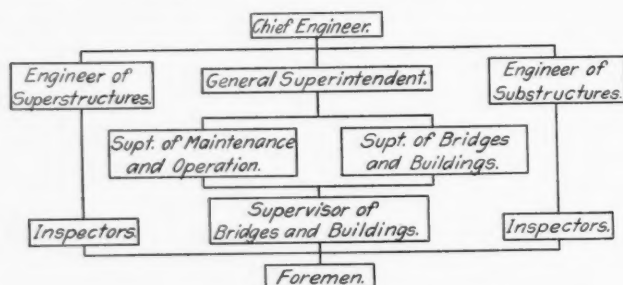 Chief Engineer.
Engineer of
Superstructures.
General Superintendent.
Engineer of
Substructures.
Supt. of Maintenance
and Operation.
Supt. of Bridges
and Buildings.
Inspectors.
Supervisor of
Bridges and Buildings.
Inspectors.
Foremen.